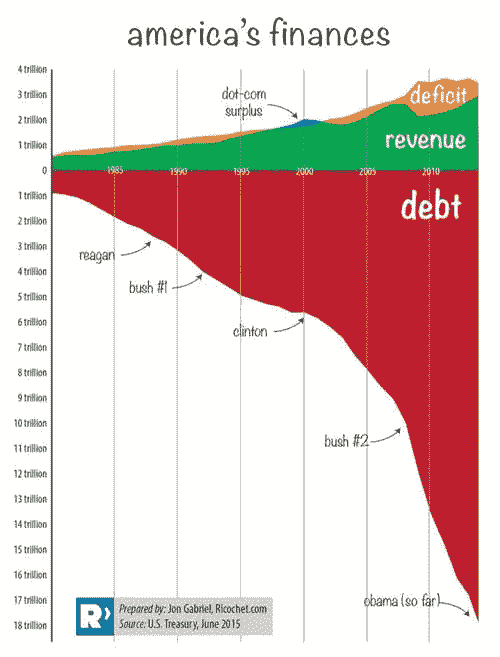 america's finances
4 trillion
3 trillion
2 trillion
1 trillion
0
1 trillion
2 trillion
3 trillion
4 trillion
5 trillion
6 trillion
7 trillion
8 trillion
9 trillion
10 trillion
11 trillion
12 trillion
13 trillion
14 trillion
15 trillion
16 trillion
17 trillion
18 trillion
dot-com
surplus
deficit
revenue
1985 1990 1995 2000 2005 2010
debt
reagan
bush #1
clinton
bush #2
obama (so far)
R
Prepared by: Jon Gabriel, Ricochet.com
Source: U.S. Treasury, June 2015